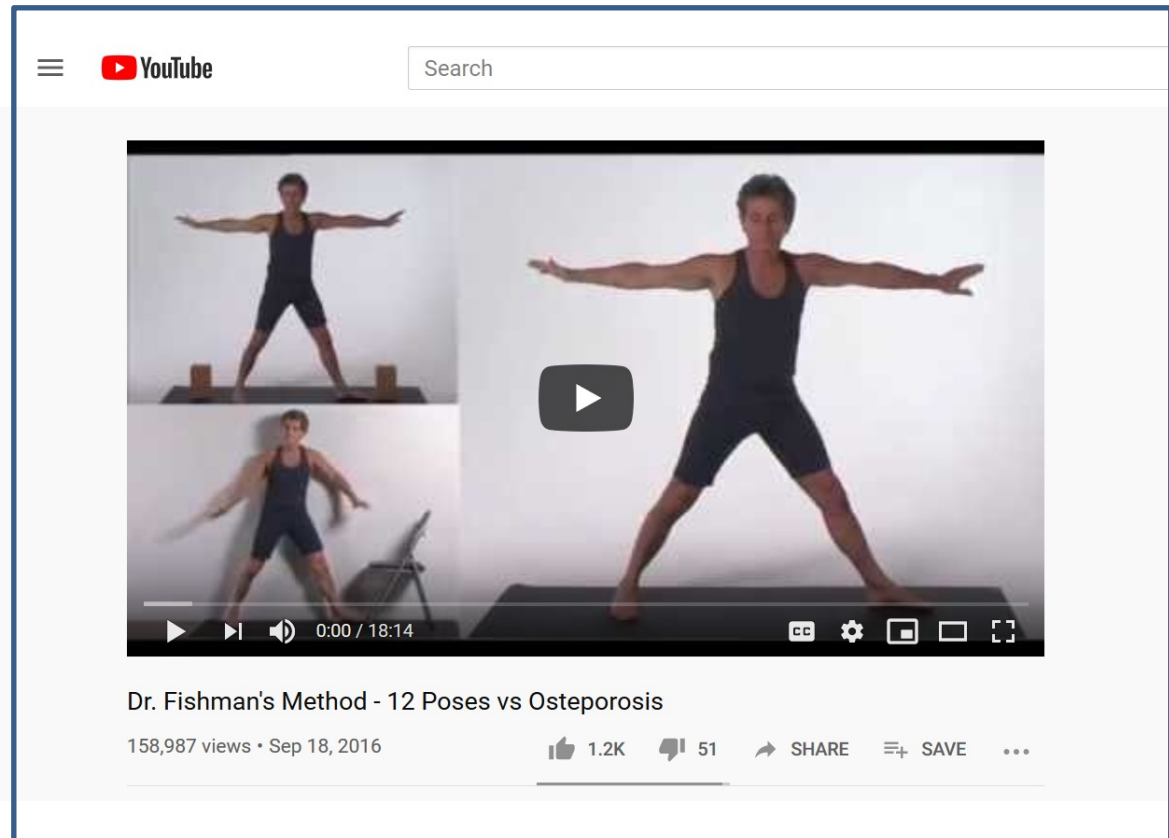 YouTube
Search
0:00 / 18:14
CC
Dr. Fishman's Method - 12 Poses vs Osteporosis
158,987 views • Sep 18, 2016
1.2K
51
SHARE
SAVE